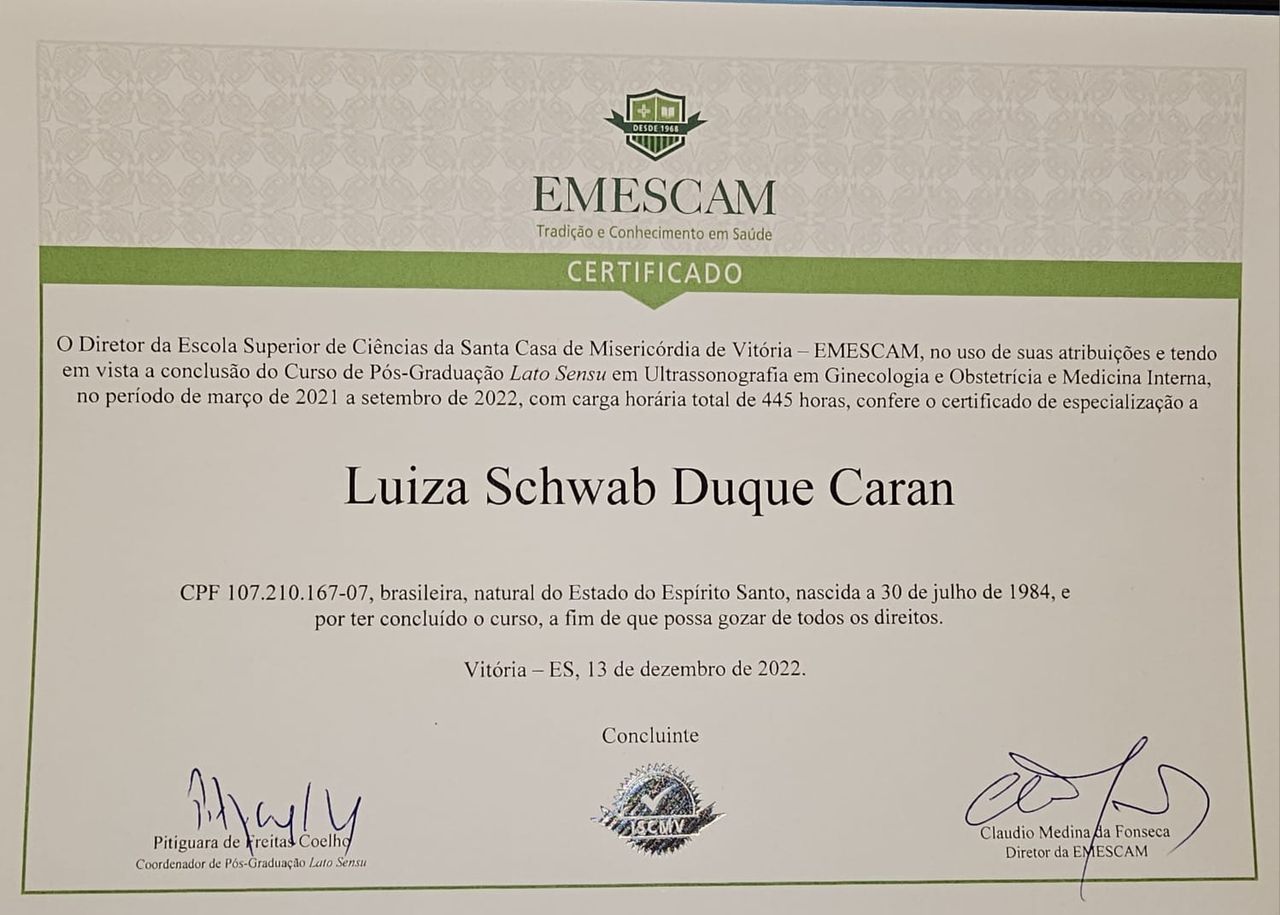 DESDE 1968
EMESCAM
Tradição e Conhecimento em Saúde
CERTIFICADO
O Diretor da Escola Superior de Ciências da Santa Casa de Misericórdia de Vitória – EMESCAM, no uso de suas atribuições e tendo
em vista a conclusão do Curso de Pós-Graduação Lato Sensu em Ultrassonografia em Ginecologia e Obstetrícia e Medicina Interna,
no período de março de 2021 a setembro de 2022, com carga horária total de 445 horas, confere o certificado de especialização a
Luiza Schwab Duque Caran
CPF 107.210.167-07, brasileira, natural do Estado do Espírito Santo, nascida a 30 de julho de 1984, e
por ter concluído o curso, a fim de que possa gozar de todos os direitos.
Vitória – ES, 13 de dezembro de 2022.
Concluinte
ISCMV
Pitiguara de Freitas Coelho
Coordenador de Pós-Graduação Lato Sensu
Claudio Medina da Fonseca
Diretor da EMESCAM